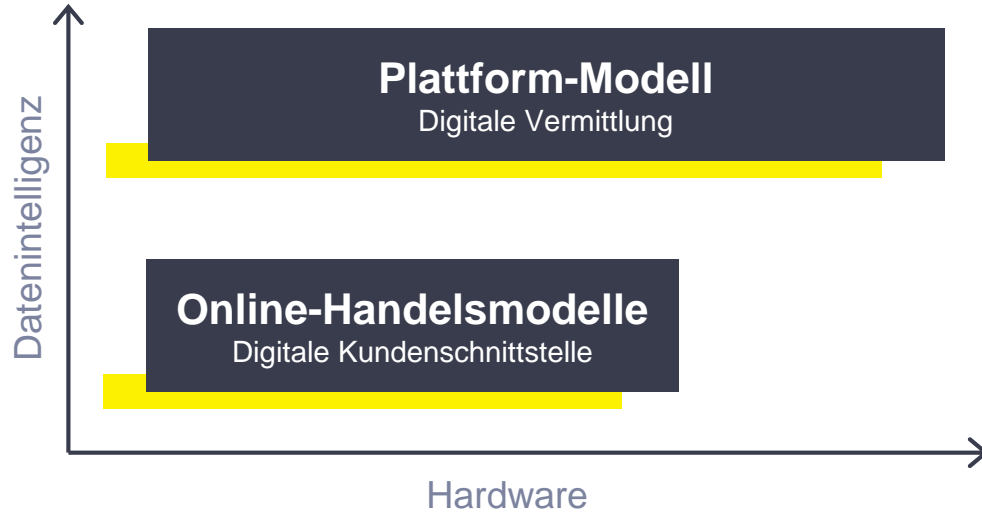 Plattform-Modell
Digitale Vermittlung
Datenintelligenz
Online-Handelsmodelle
Digitale Kundenschnittstelle
Hardware